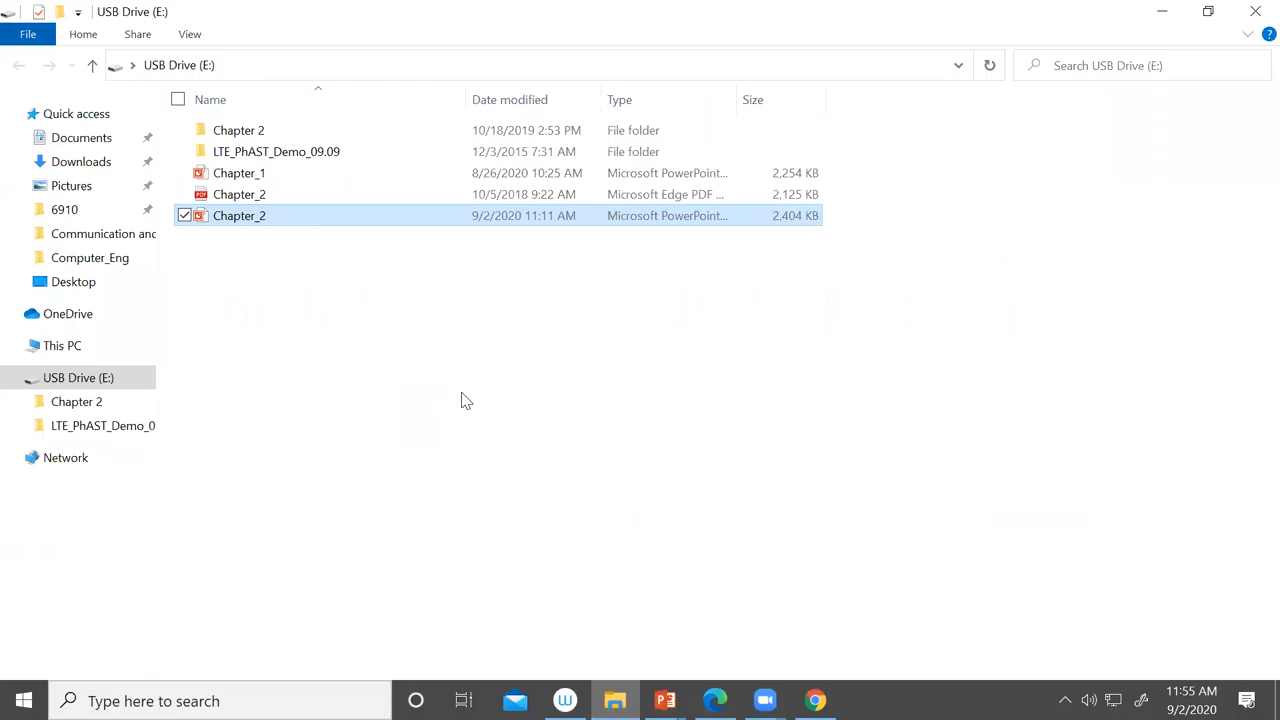 USB Drive (E:)
File Home Share View
USB Drive (E:) Search USB Drive (E:)
Name Date modified Type Size
Chapter 2 10/18/2019 2:53 PM File folder
LTE_PhAST_Demo_09.09 12/3/2015 7:31 AM File folder
Chapter_1 8/26/2020 10:25 AM Microsoft PowerPoint... 2,254 KB
Chapter_2 10/5/2018 9:22 AM Microsoft Edge PDF ... 2,125 KB
Chapter_2 9/2/2020 11:11 AM Microsoft PowerPoint... 2,404 KB
Quick access
Documents
Downloads
Pictures
6910
Communication and
Computer_Eng
Desktop
OneDrive
This PC
USB Drive (E:)
Chapter 2
LTE_PhAST_Demo_0
Network
Type here to search
11:55 AM
9/2/2020